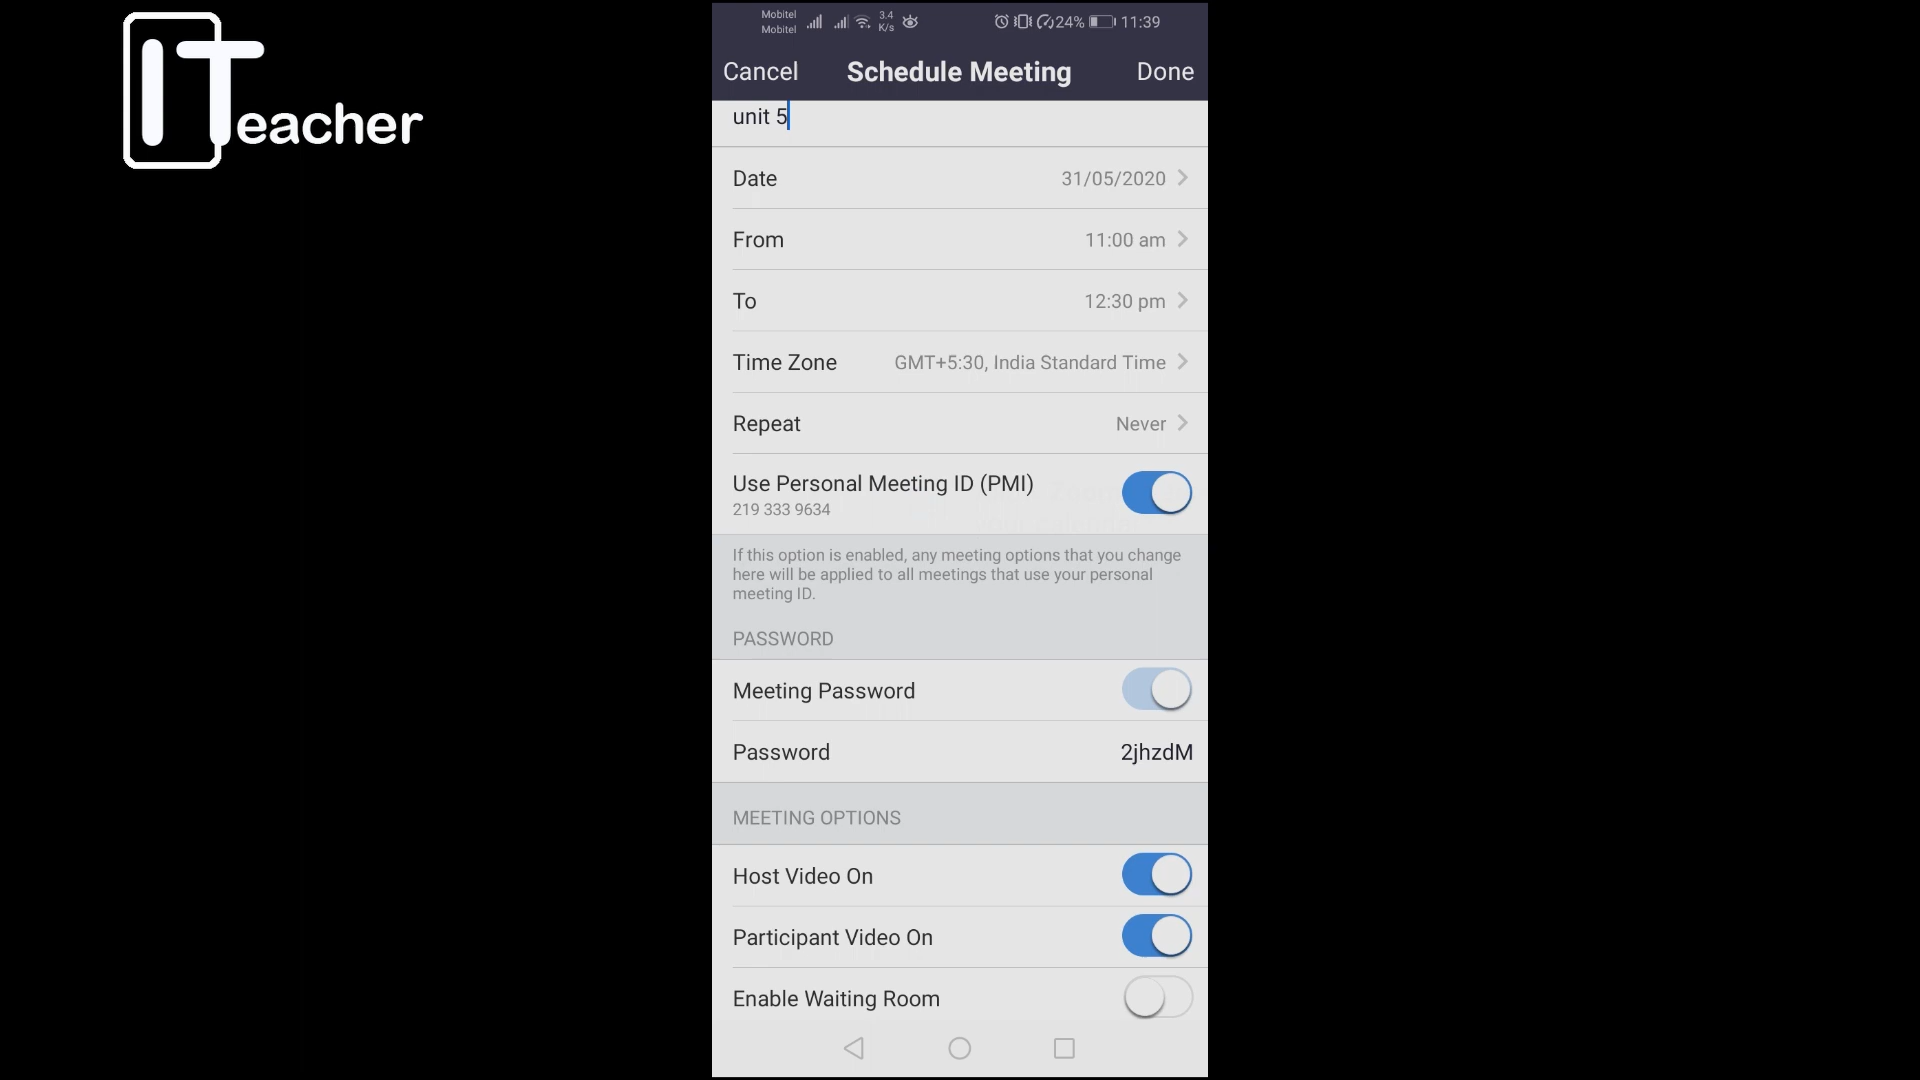 ITeacher
Mobitel
Mobitel
3.4
K/s
24%
11:39
Cancel
Schedule Meeting
Done
unit 5
Date
31/05/2020
From
11:00 am
To
12:30 pm
Time Zone
GMT+5:30, India Standard Time
Repeat
Never
Use Personal Meeting ID (PMI)
219 333 9634
If this option is enabled, any meeting options that you change
here will be applied to all meetings that use your personal
meeting ID.
PASSWORD
Meeting Password
Password
2jhzdM
MEETING OPTIONS
Host Video On
Participant Video On
Enable Waiting Room